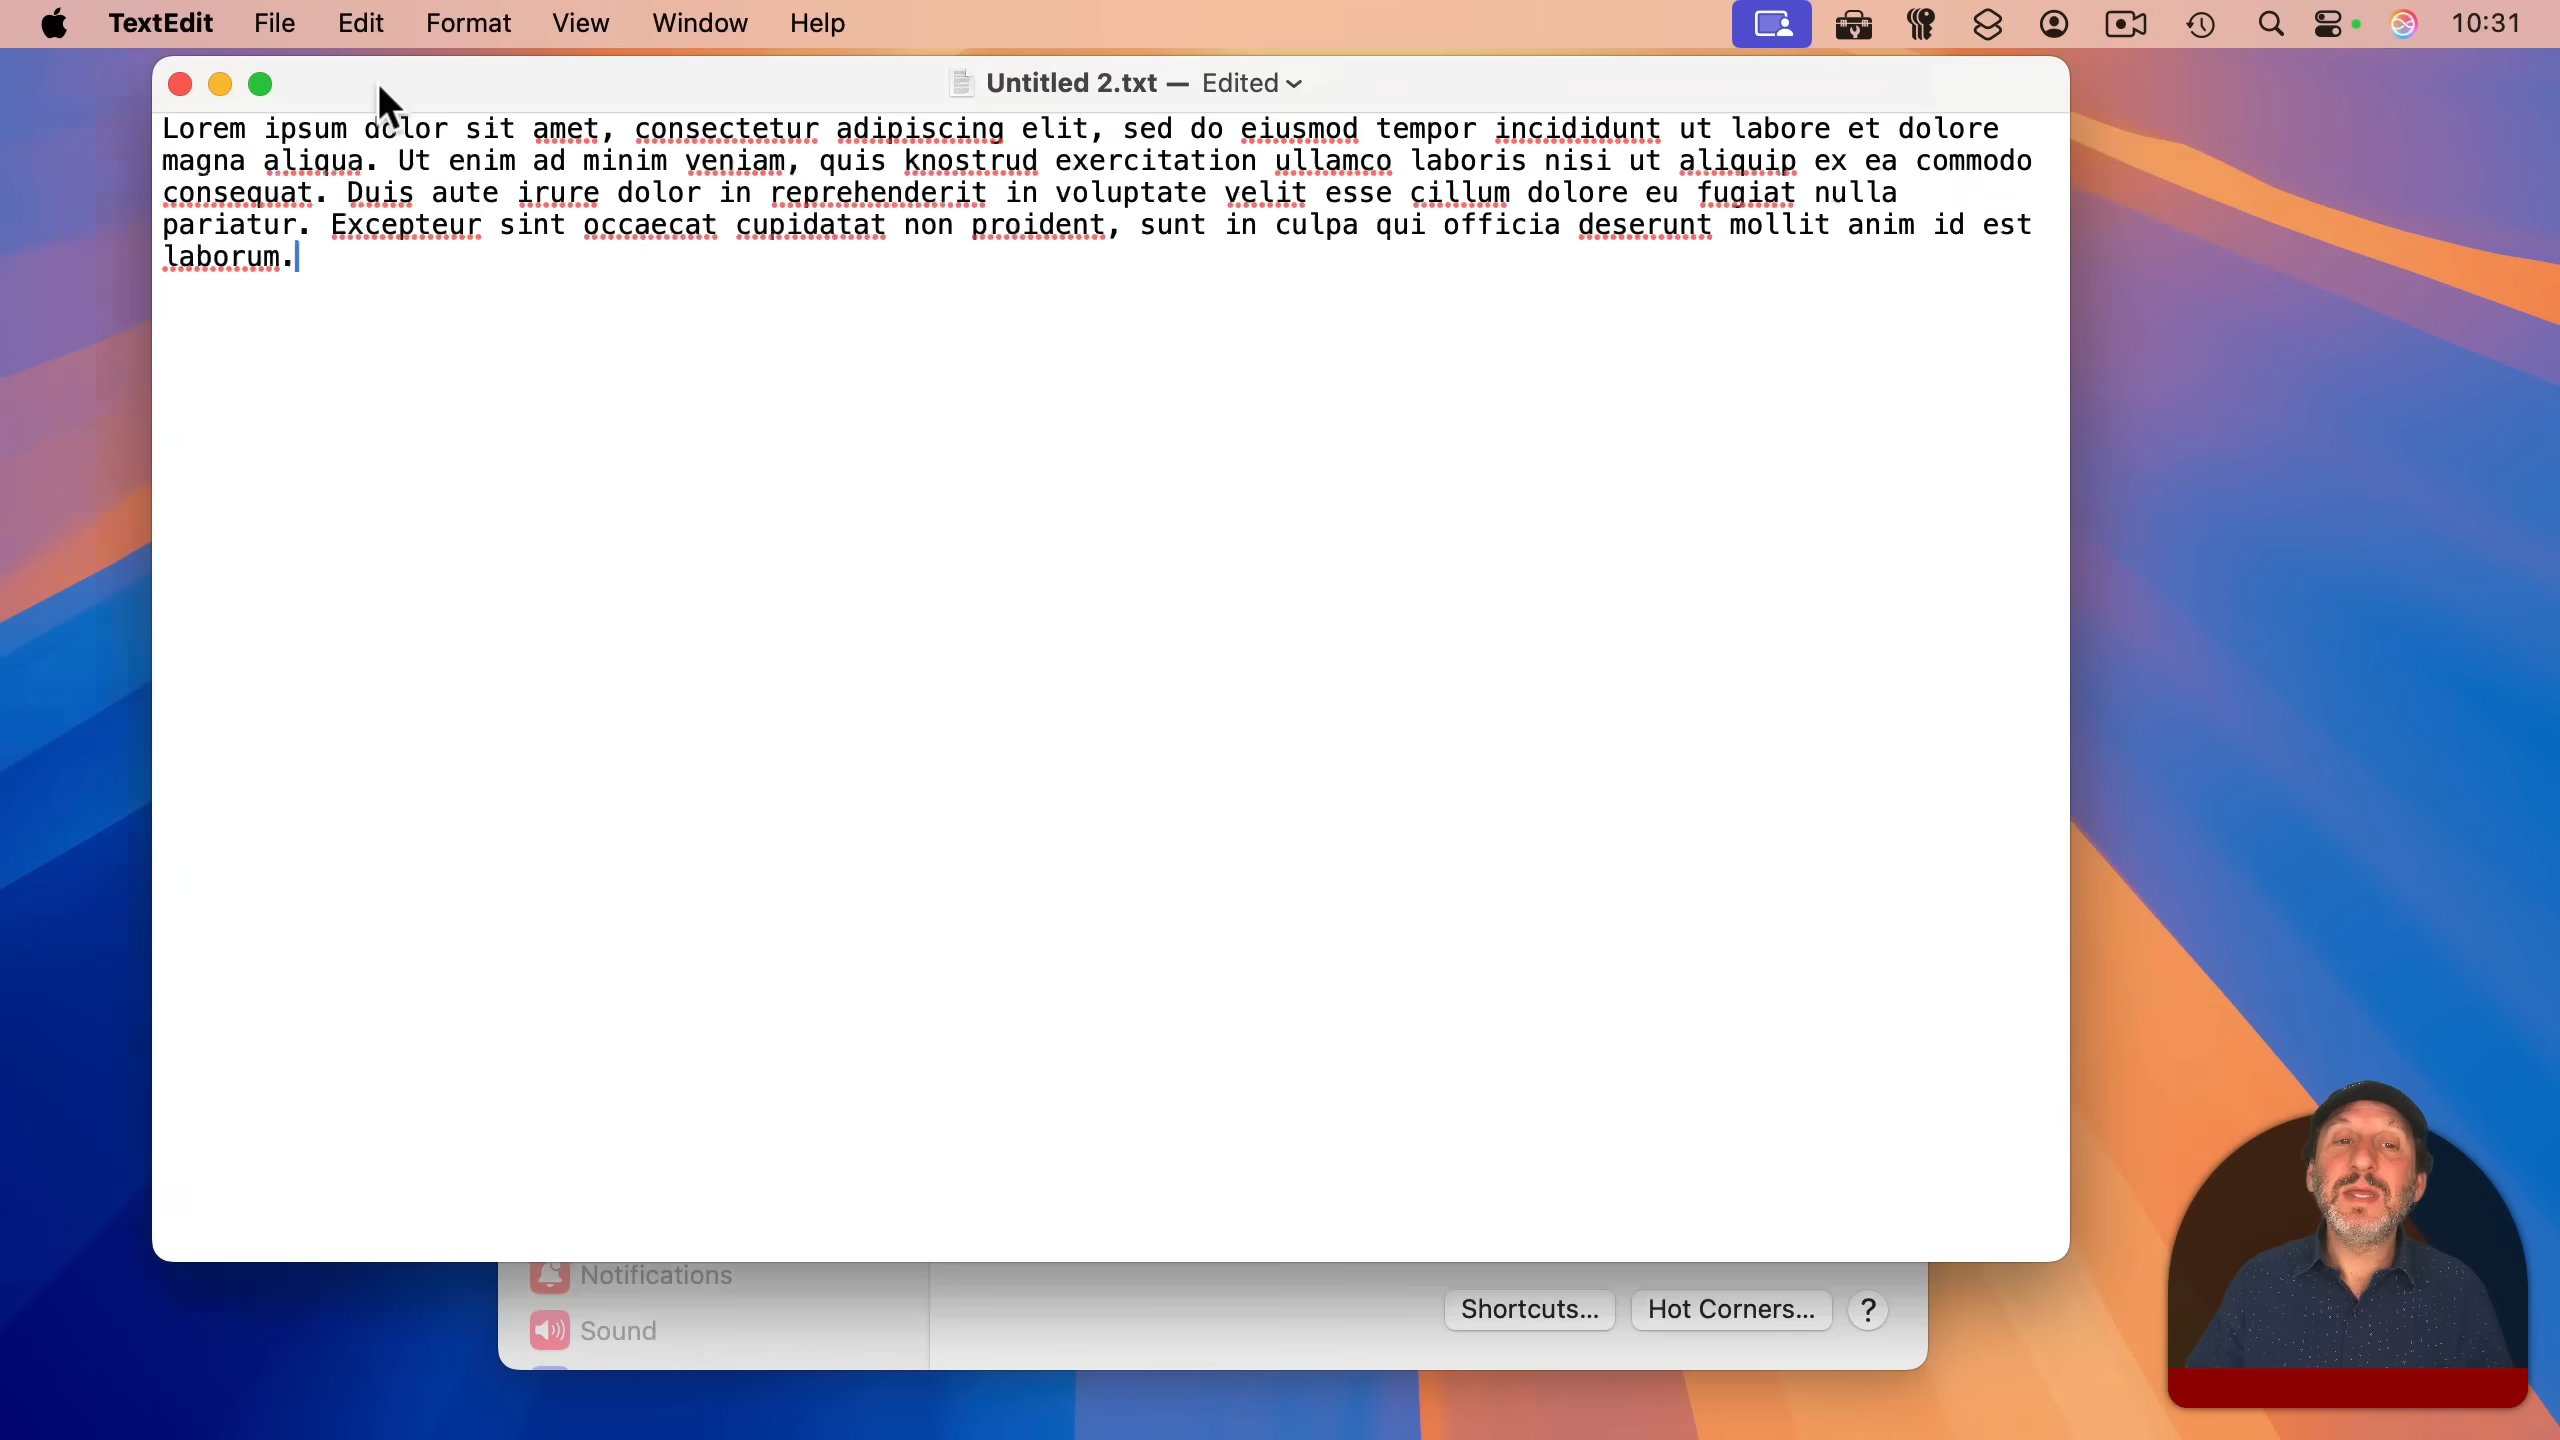 TextEdit File Edit Format View Window Help 10:31
Untitled 2.txt — Edited
Lorem ipsum dolor sit amet, consectetur adipiscing elit, sed do eiusmod tempor incididunt ut labore et dolore
magna aliqua. Ut enim ad minim veniam, quis knostrud exercitation ullamco laboris nisi ut aliquip ex ea commodo
consequat. Duis aute irure dolor in reprehenderit in voluptate velit esse cillum dolore eu fugiat nulla
pariatur. Excepteur sint occaecat cupidatat non proident, sunt in culpa qui officia deserunt mollit anim id est
laborum.
Notifications
Sound
Shortcuts... Hot Corners... ?